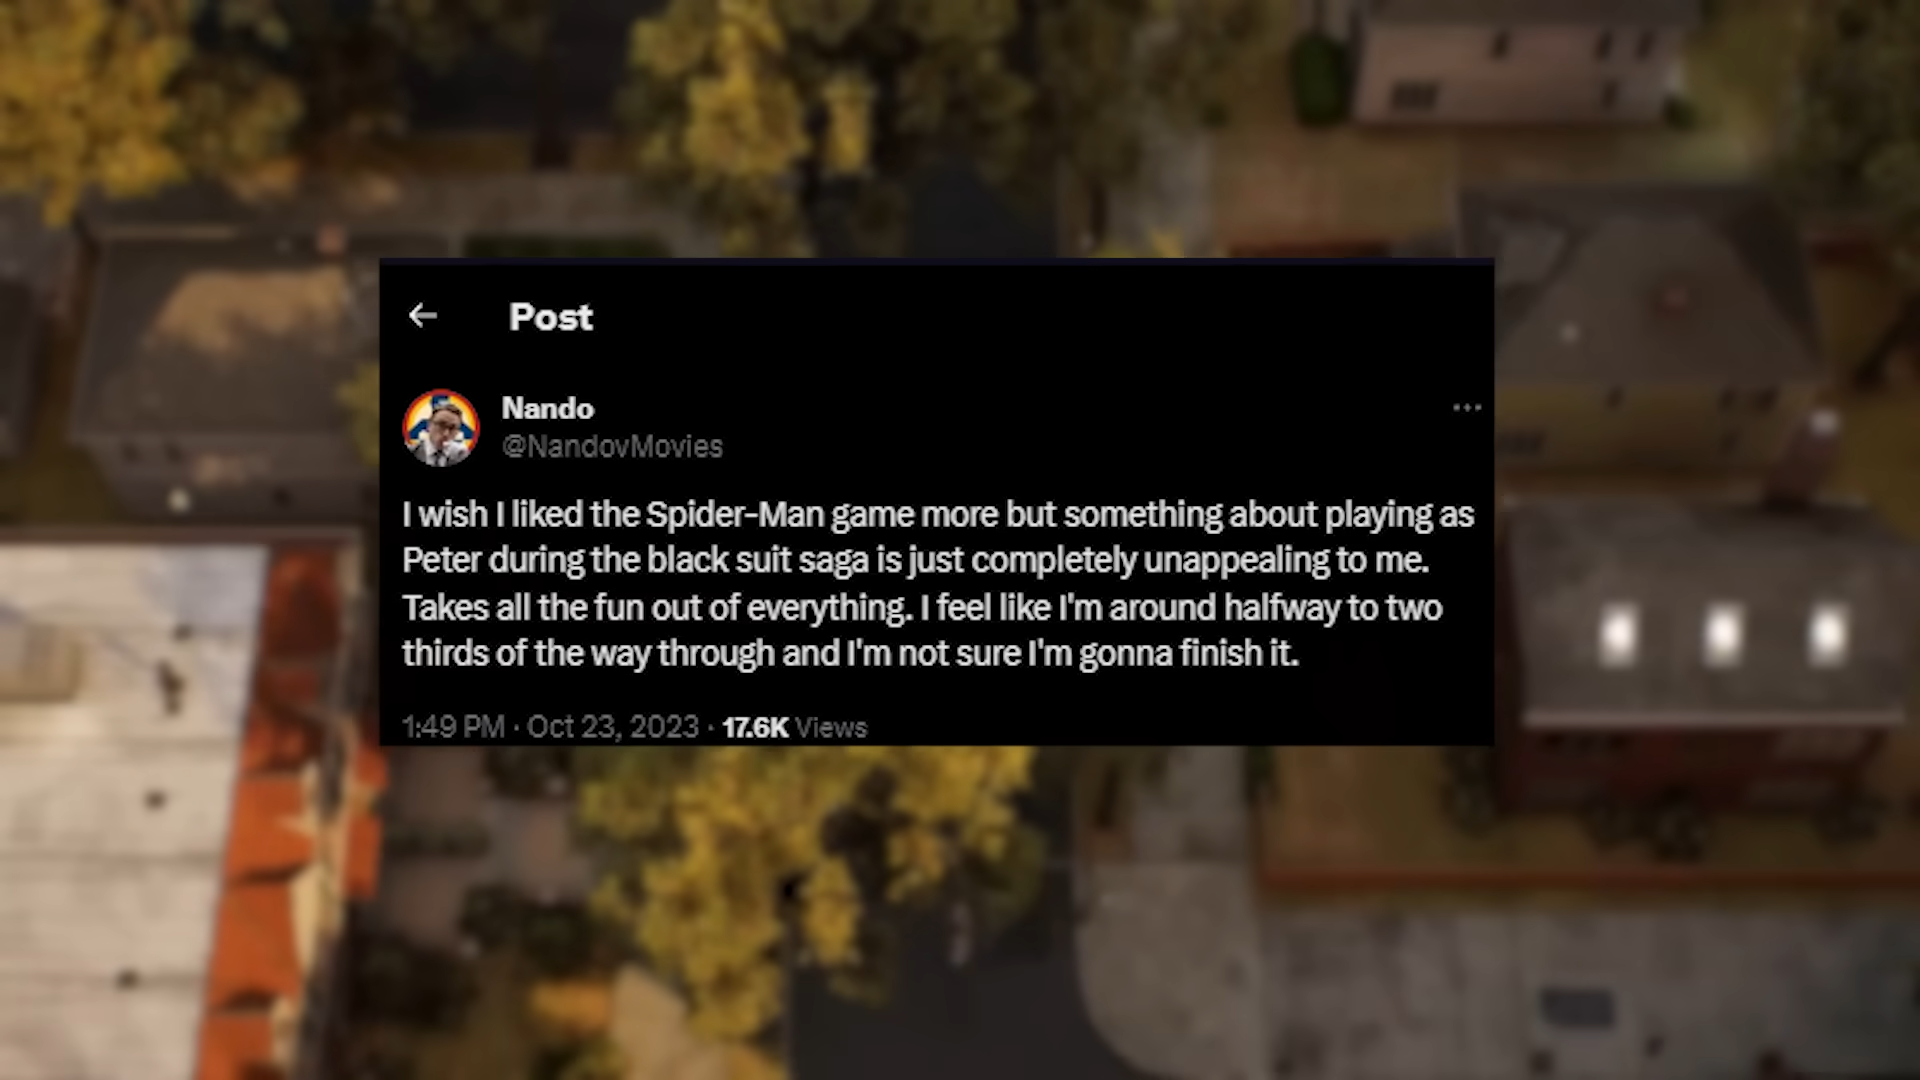 Post
Nando
@NandovMovies
I wish I liked the Spider-Man game more but something about playing as
Peter during the black suit saga is just completely unappealing to me.
Takes all the fun out of everything. I feel like I'm around halfway to two
thirds of the way through and I'm not sure I'm gonna finish it.
1:49 PM · Oct 23, 2023 · 17.6K Views